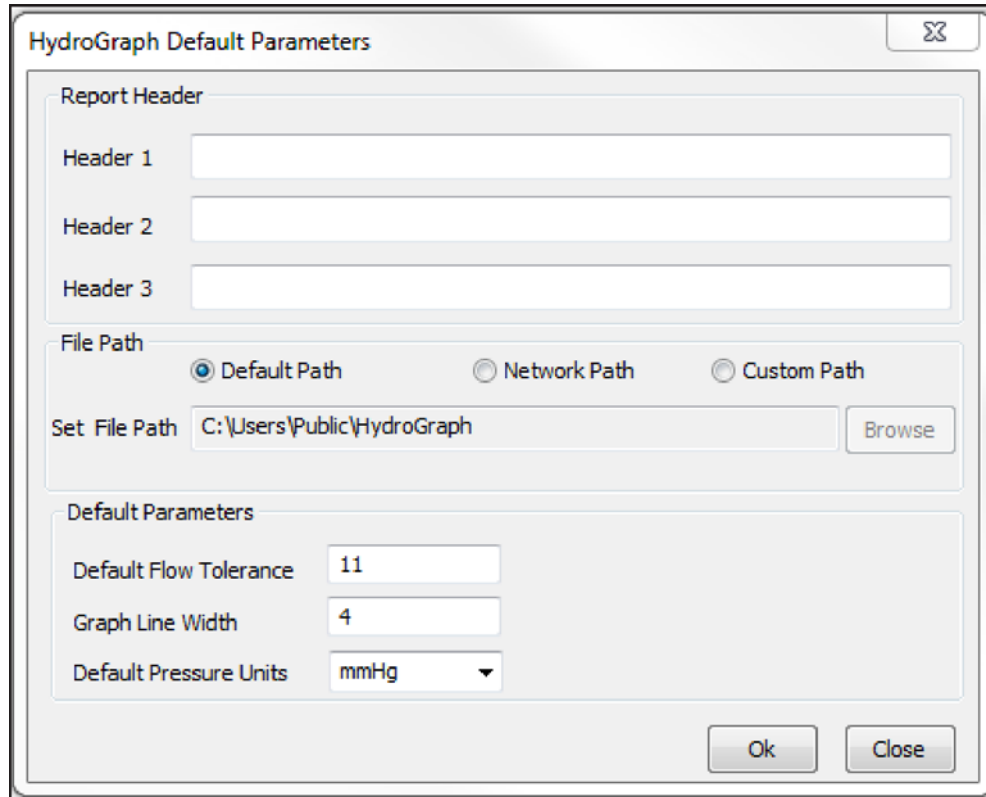 HydroGraph Default Parameters
Report Header
Header 1
Header 2
Header 3
File Path
Default Path Network Path Custom Path
Set File Path C:\Users\Public\HydroGraph Browse
Default Parameters
Default Flow Tolerance 11
Graph Line Width 4
Default Pressure Units mmHg
Ok Close